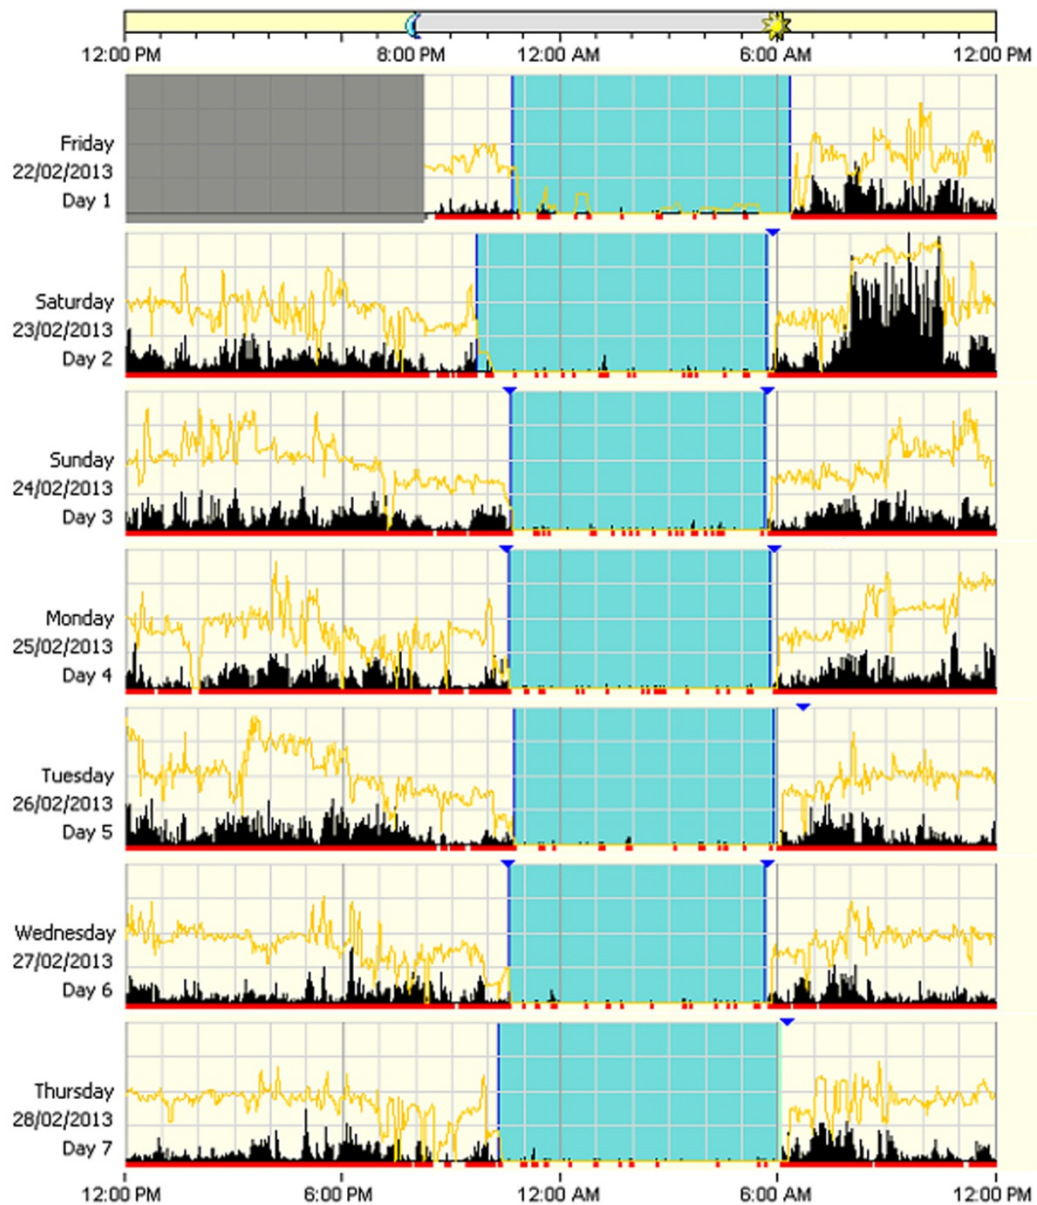 12:00 PM 8:00 PM 12:00 AM 6:00 AM 12:00 PM
Friday
22/02/2013
Day 1
Saturday
23/02/2013
Day 2
Sunday
24/02/2013
Day 3
Monday
25/02/2013
Day 4
Tuesday
26/02/2013
Day 5
Wednesday
27/02/2013
Day 6
Thursday
28/02/2013
Day 7
12:00 PM 6:00 PM 12:00 AM 6:00 AM 12:00 PM